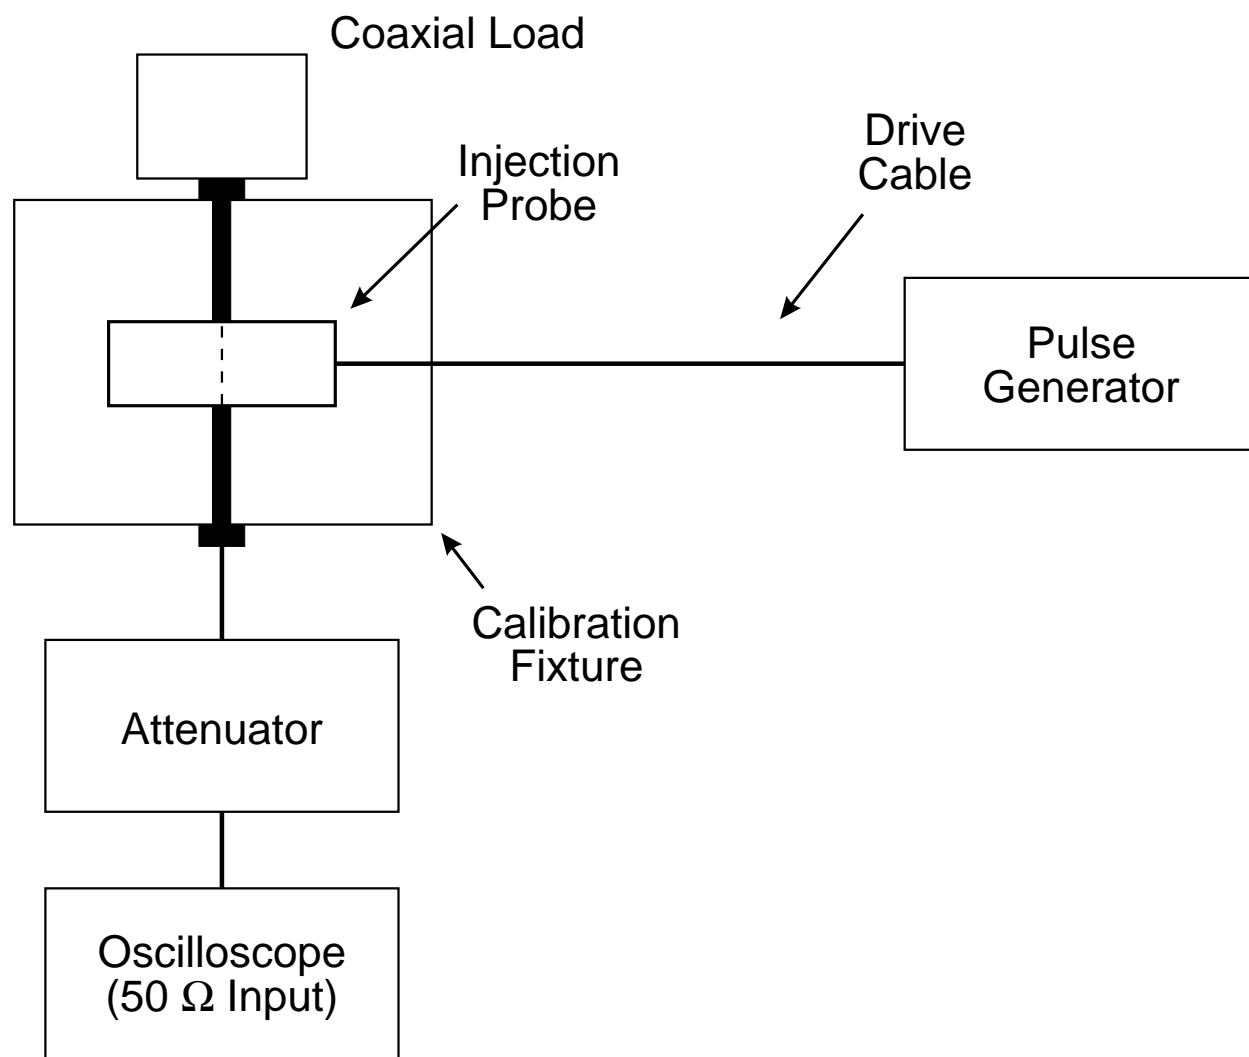 Coaxial Load
Injection
Probe
Drive
Cable
Pulse
Generator
Calibration
Fixture
Attenuator
Oscilloscope
(50 Ω Input)